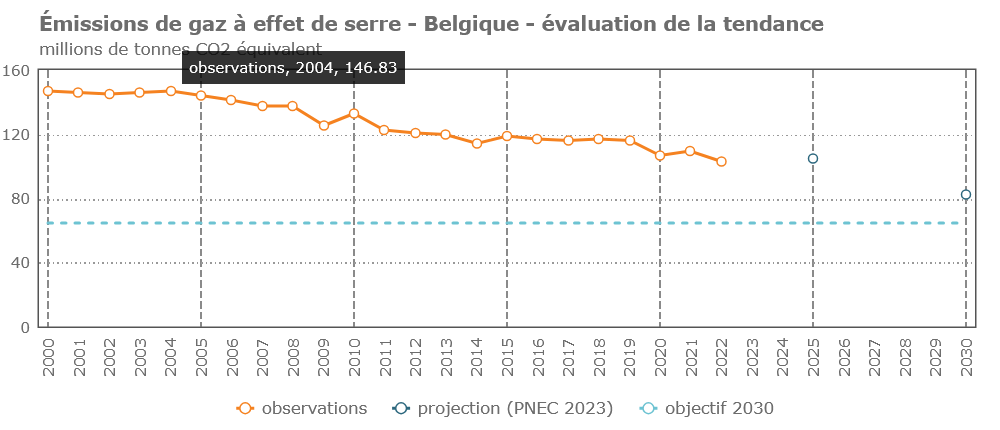 Émissions de gaz à effet de serre - Belgique - évaluation de la tendance
millions de tonnes CO2 équivalent
observations, 2004, 146.83
160
120
80
40
0
2000 2001 2002 2003 2004 2005 2006 2007 2008 2009 2010 2011 2012 2013 2014 2015 2016 2017 2018 2019 2020 2021 2022 2023 2024 2025 2026 2027 2028 2029 2030
observations projection (PNEC 2023) objectif 2030